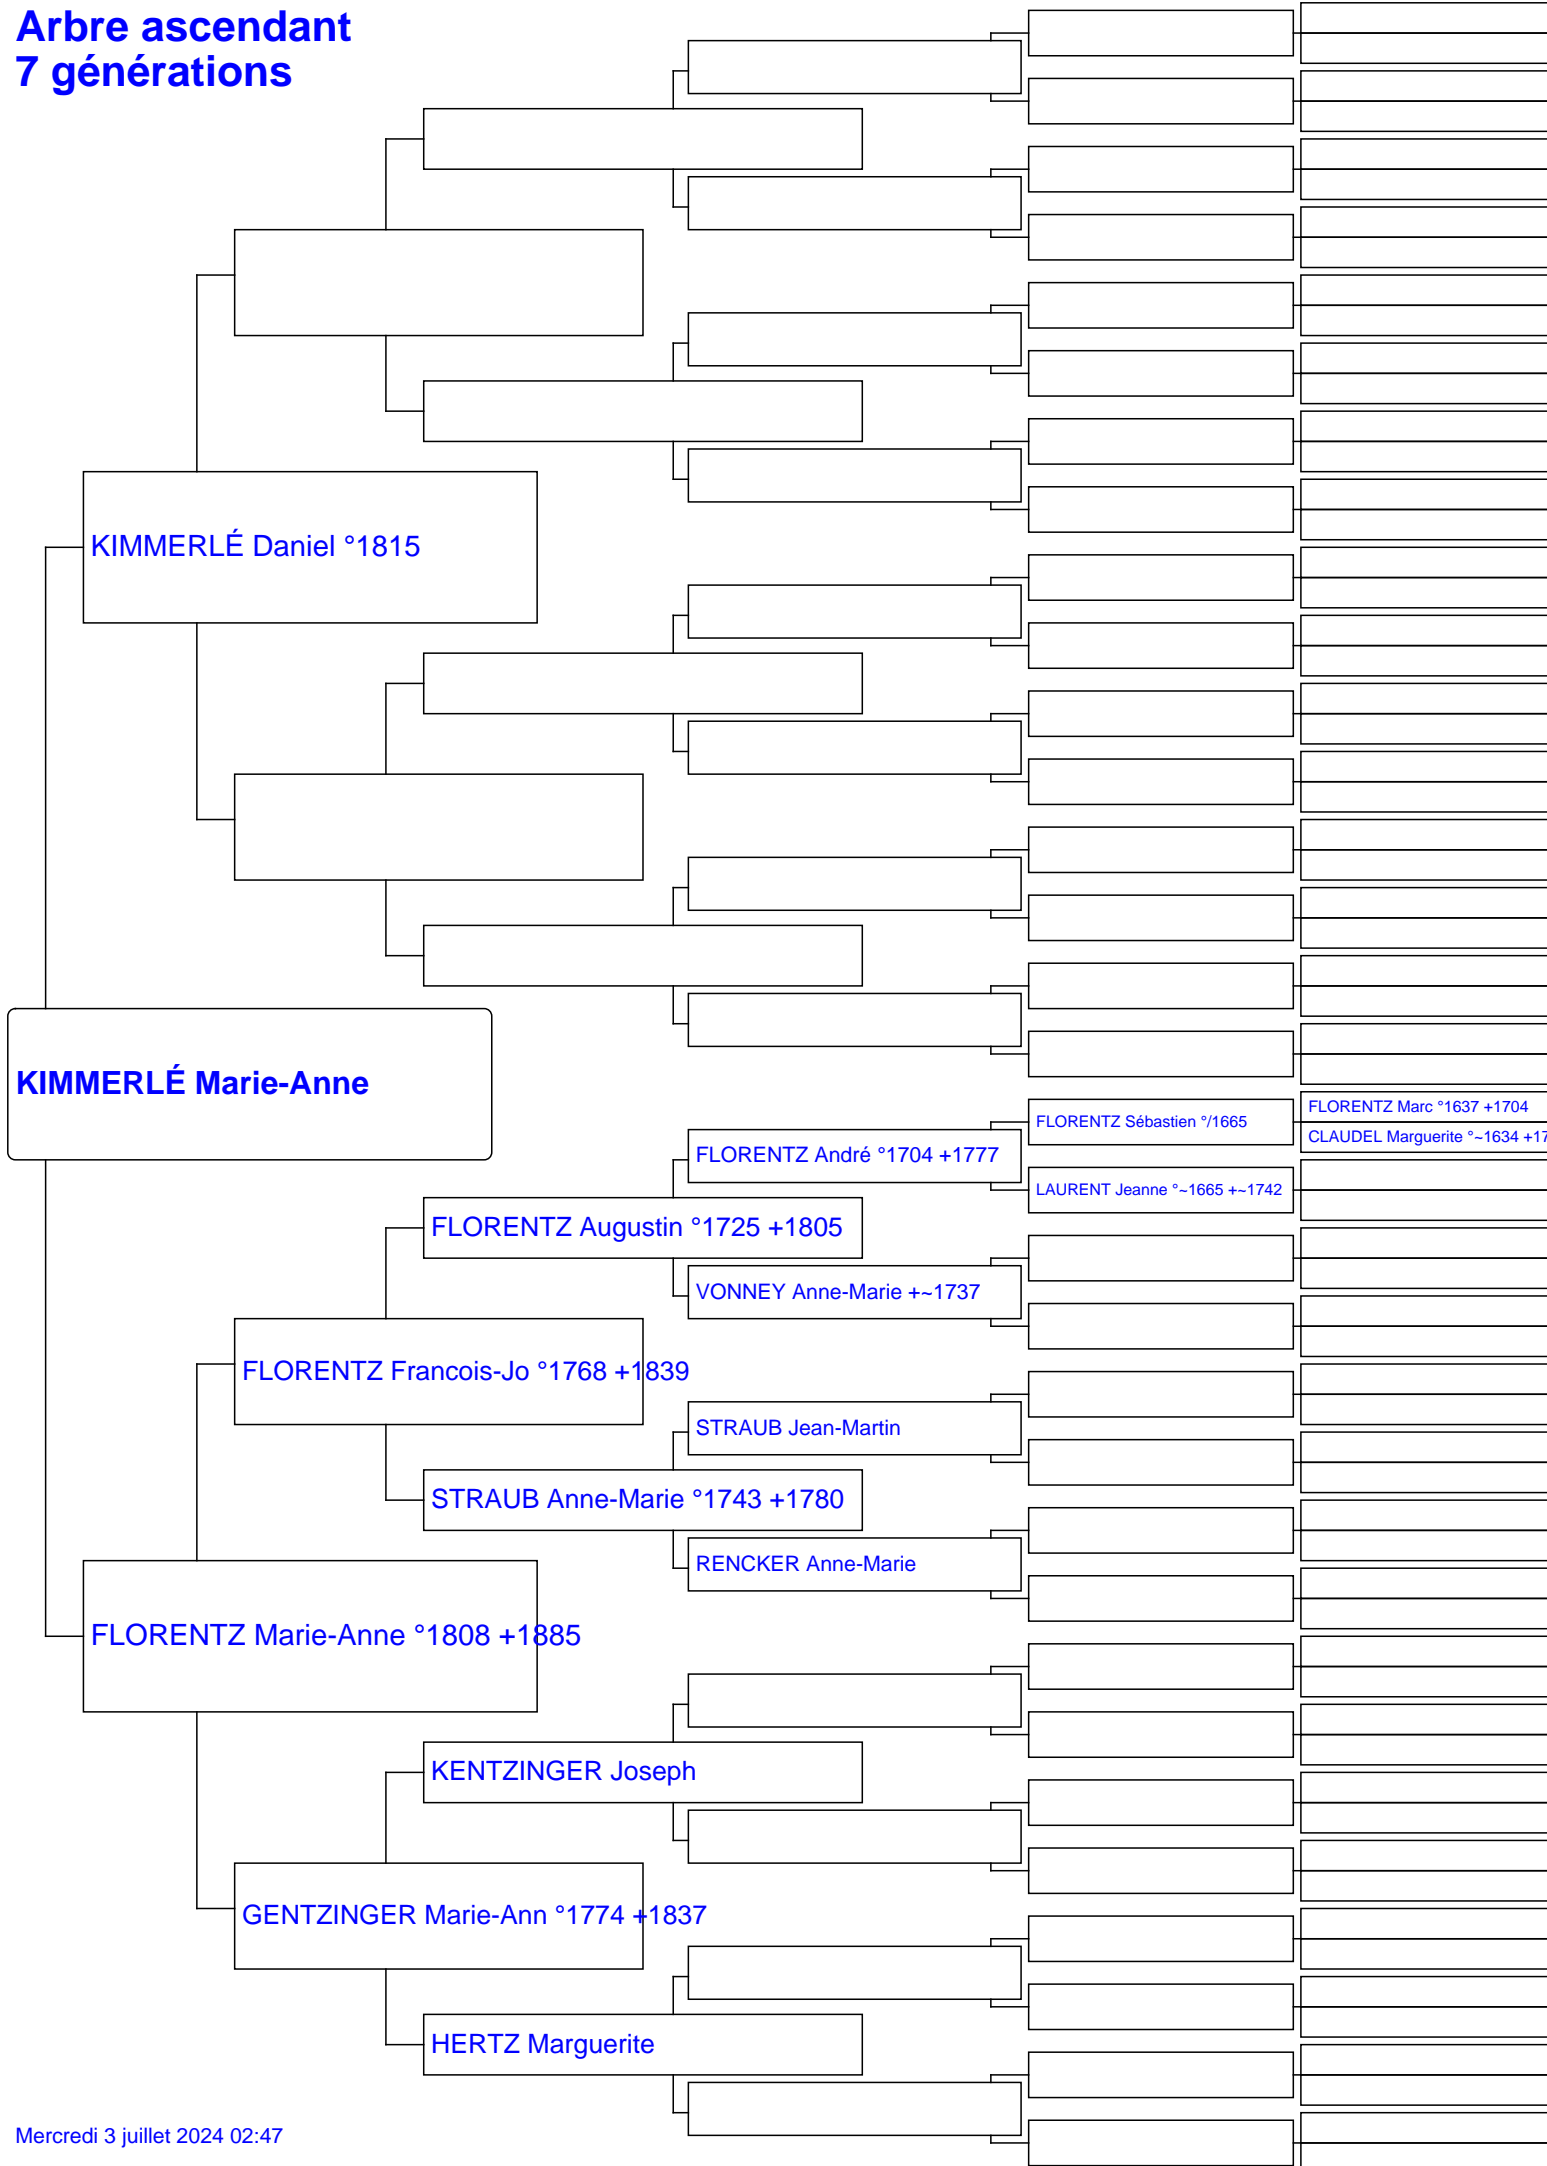 Arbre ascendant
7 générations
KIMMERLÉ Daniel °1815
KIMMERLÉ Marie-Anne
FLORENTZ Marc °1637 +1704
FLORENTZ Sébastien °/1665
CLAUDEL Marguerite °~1634 +17
FLORENTZ André °1704 +1777
LAURENT Jeanne °~1665 +~1742
FLORENTZ Augustin °1725 +1805
VONNEY Anne-Marie +~1737
FLORENTZ Francois-Jo °1768 +1839
STRAUB Jean-Martin
STRAUB Anne-Marie °1743 +1780
RENCKER Anne-Marie
FLORENTZ Marie-Anne °1808 +1885
KENTZINGER Joseph
GENTZINGER Marie-Ann °1774 +1837
HERTZ Marguerite
Mercredi 3 juillet 2024 02:47